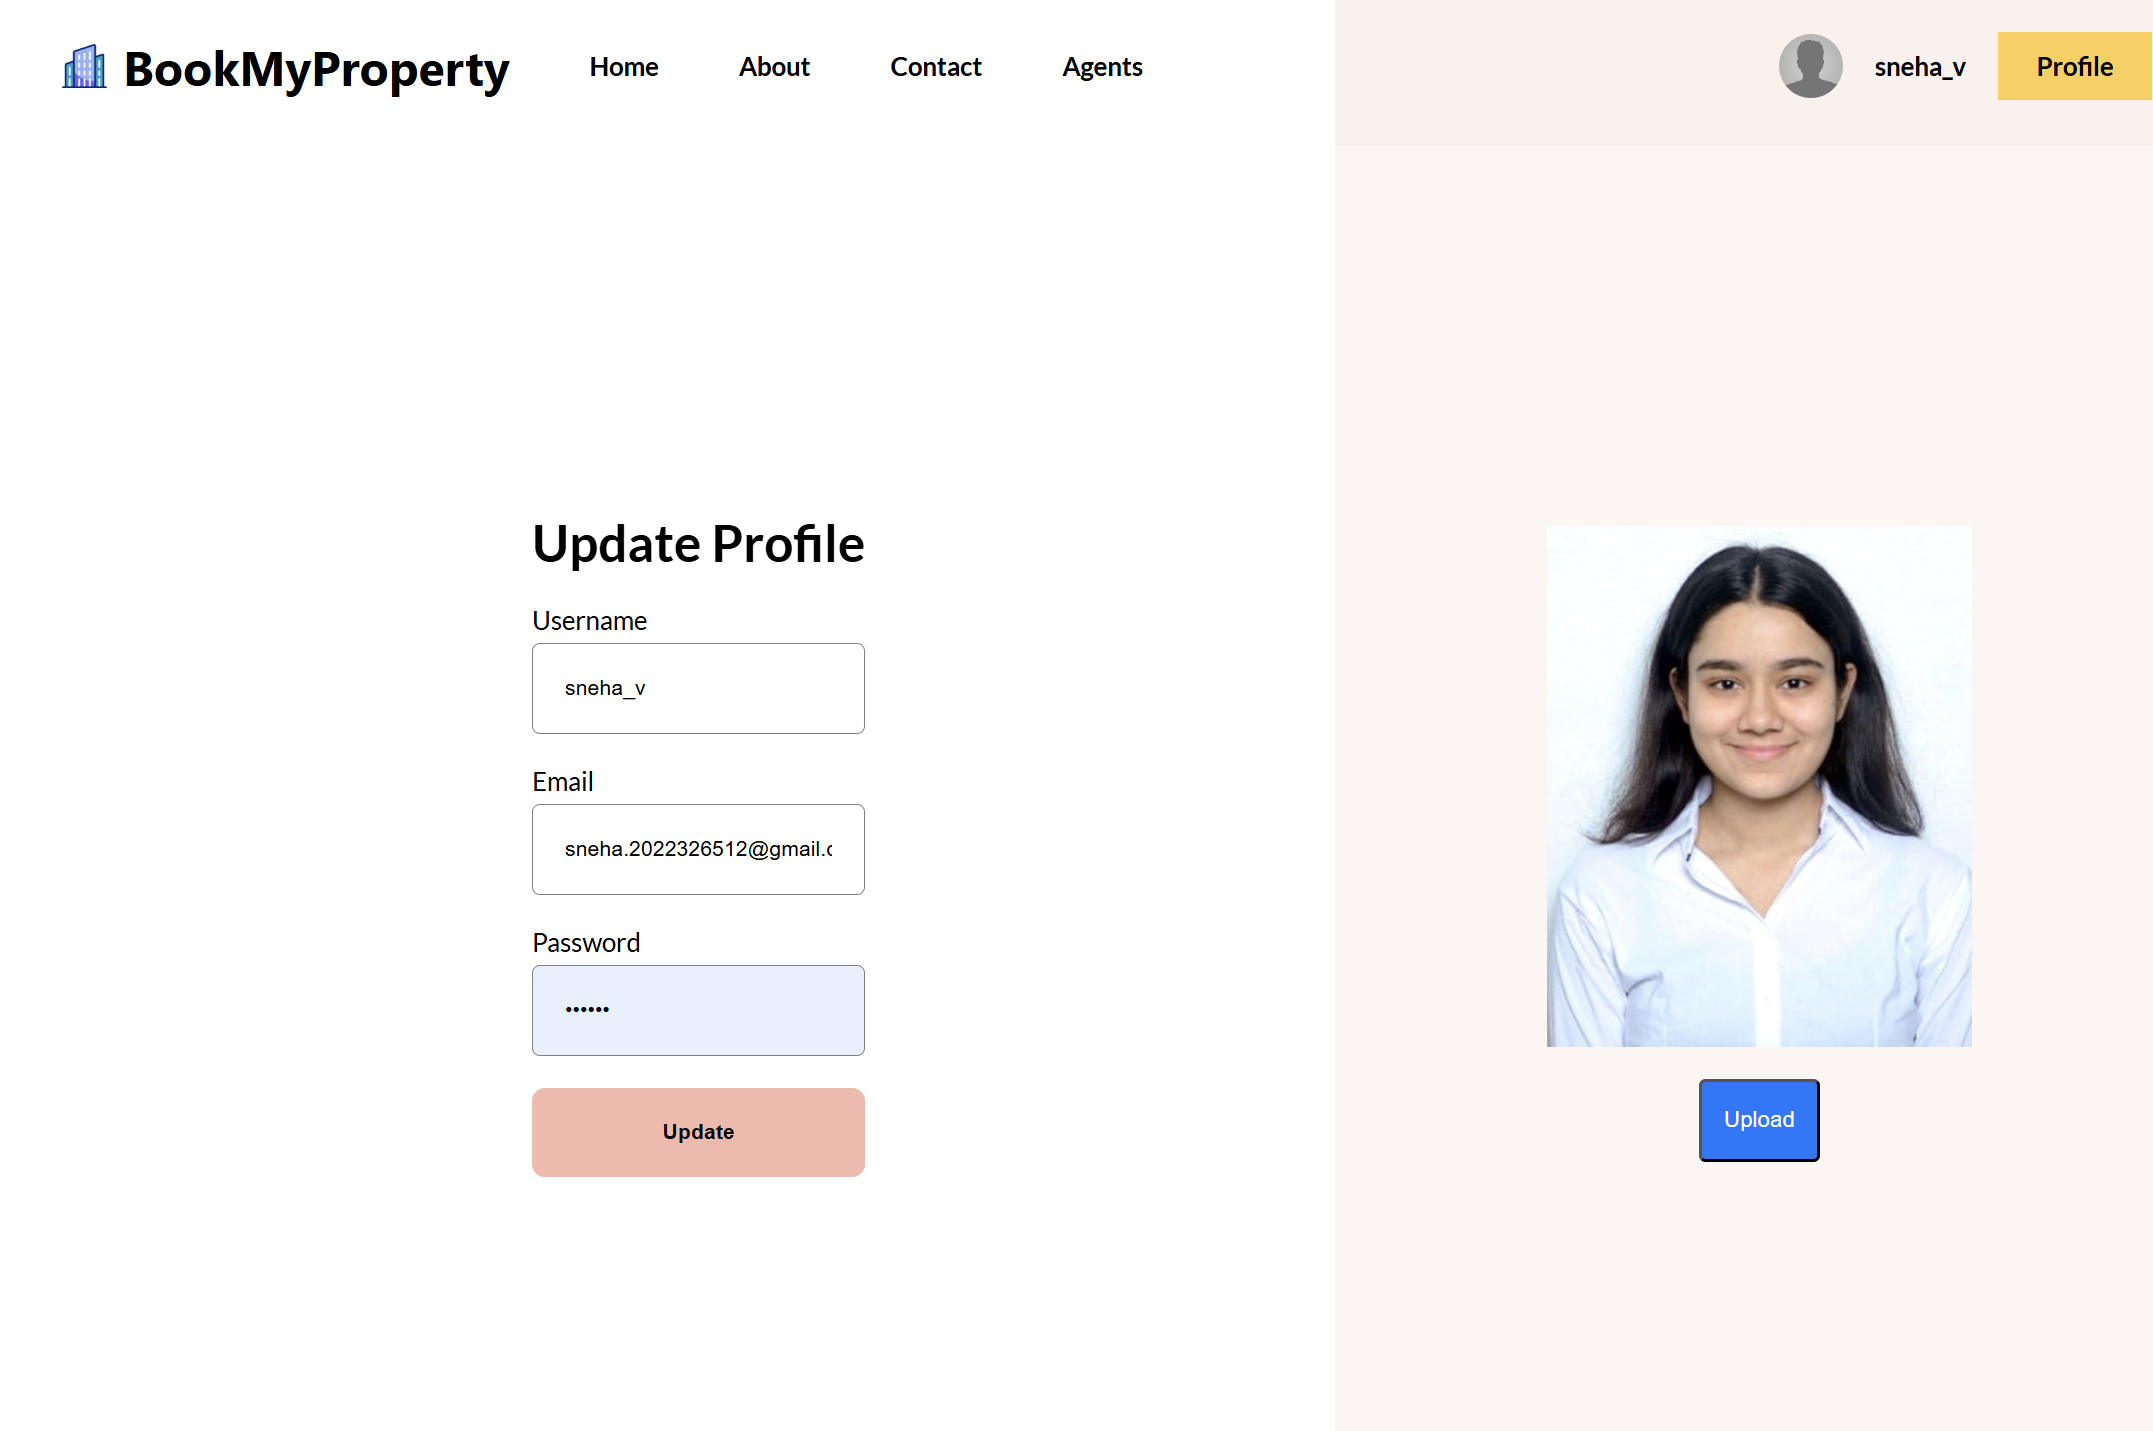 BookMyProperty Home About Contact Agents sneha_v Profile
Update Profile
Username
sneha_v
Email
sneha.2022326512@gmail.c
Password
••••••
Update
Upload